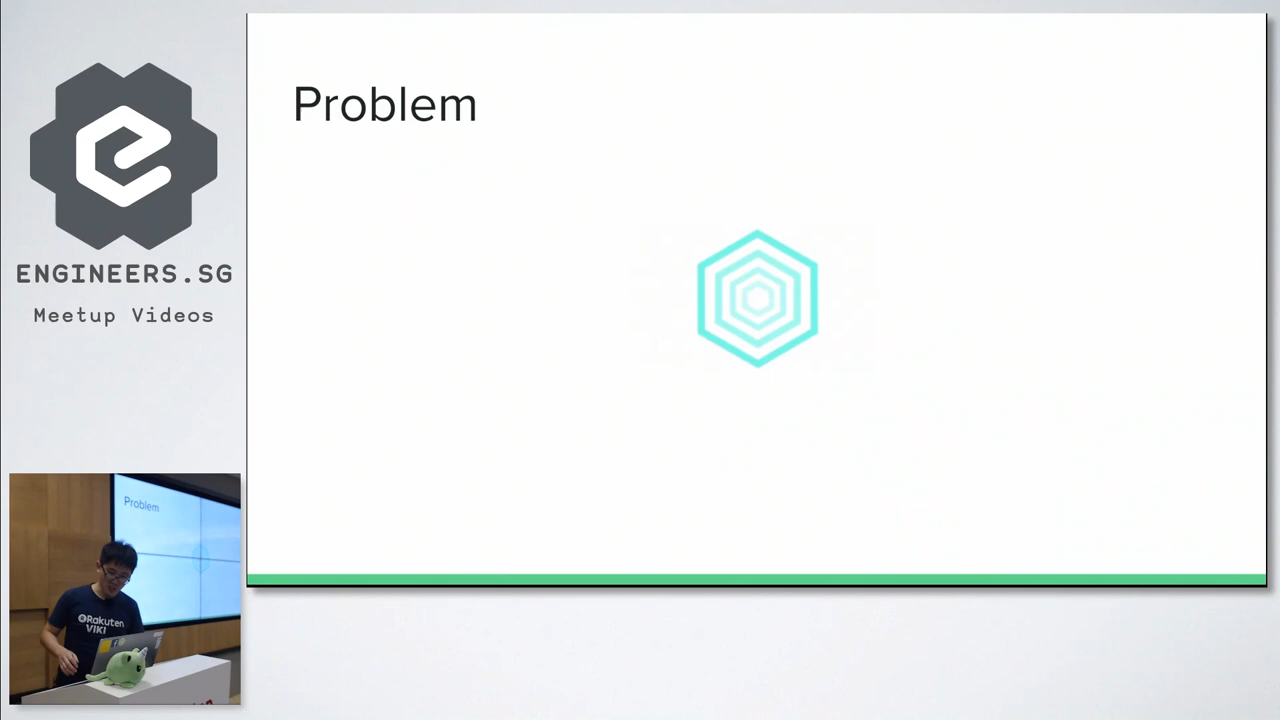 ENGINEERS.SG
Meetup Videos
Problem
Problem
Rakuten
VIKI